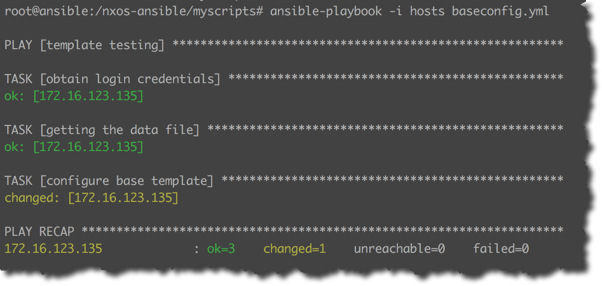 root@ansible:/nxos-ansible/myscripts# ansible-playbook -i hosts baseconfig.yml
PLAY [template testing] ********************************************************
TASK [obtain login credentials] ************************************************
ok: [172.16.123.135]
TASK [getting the data file] ***************************************************
ok: [172.16.123.135]
TASK [configure base template] *************************************************
changed: [172.16.123.135]
PLAY RECAP *********************************************************************
172.16.123.135             : ok=3    changed=1    unreachable=0    failed=0